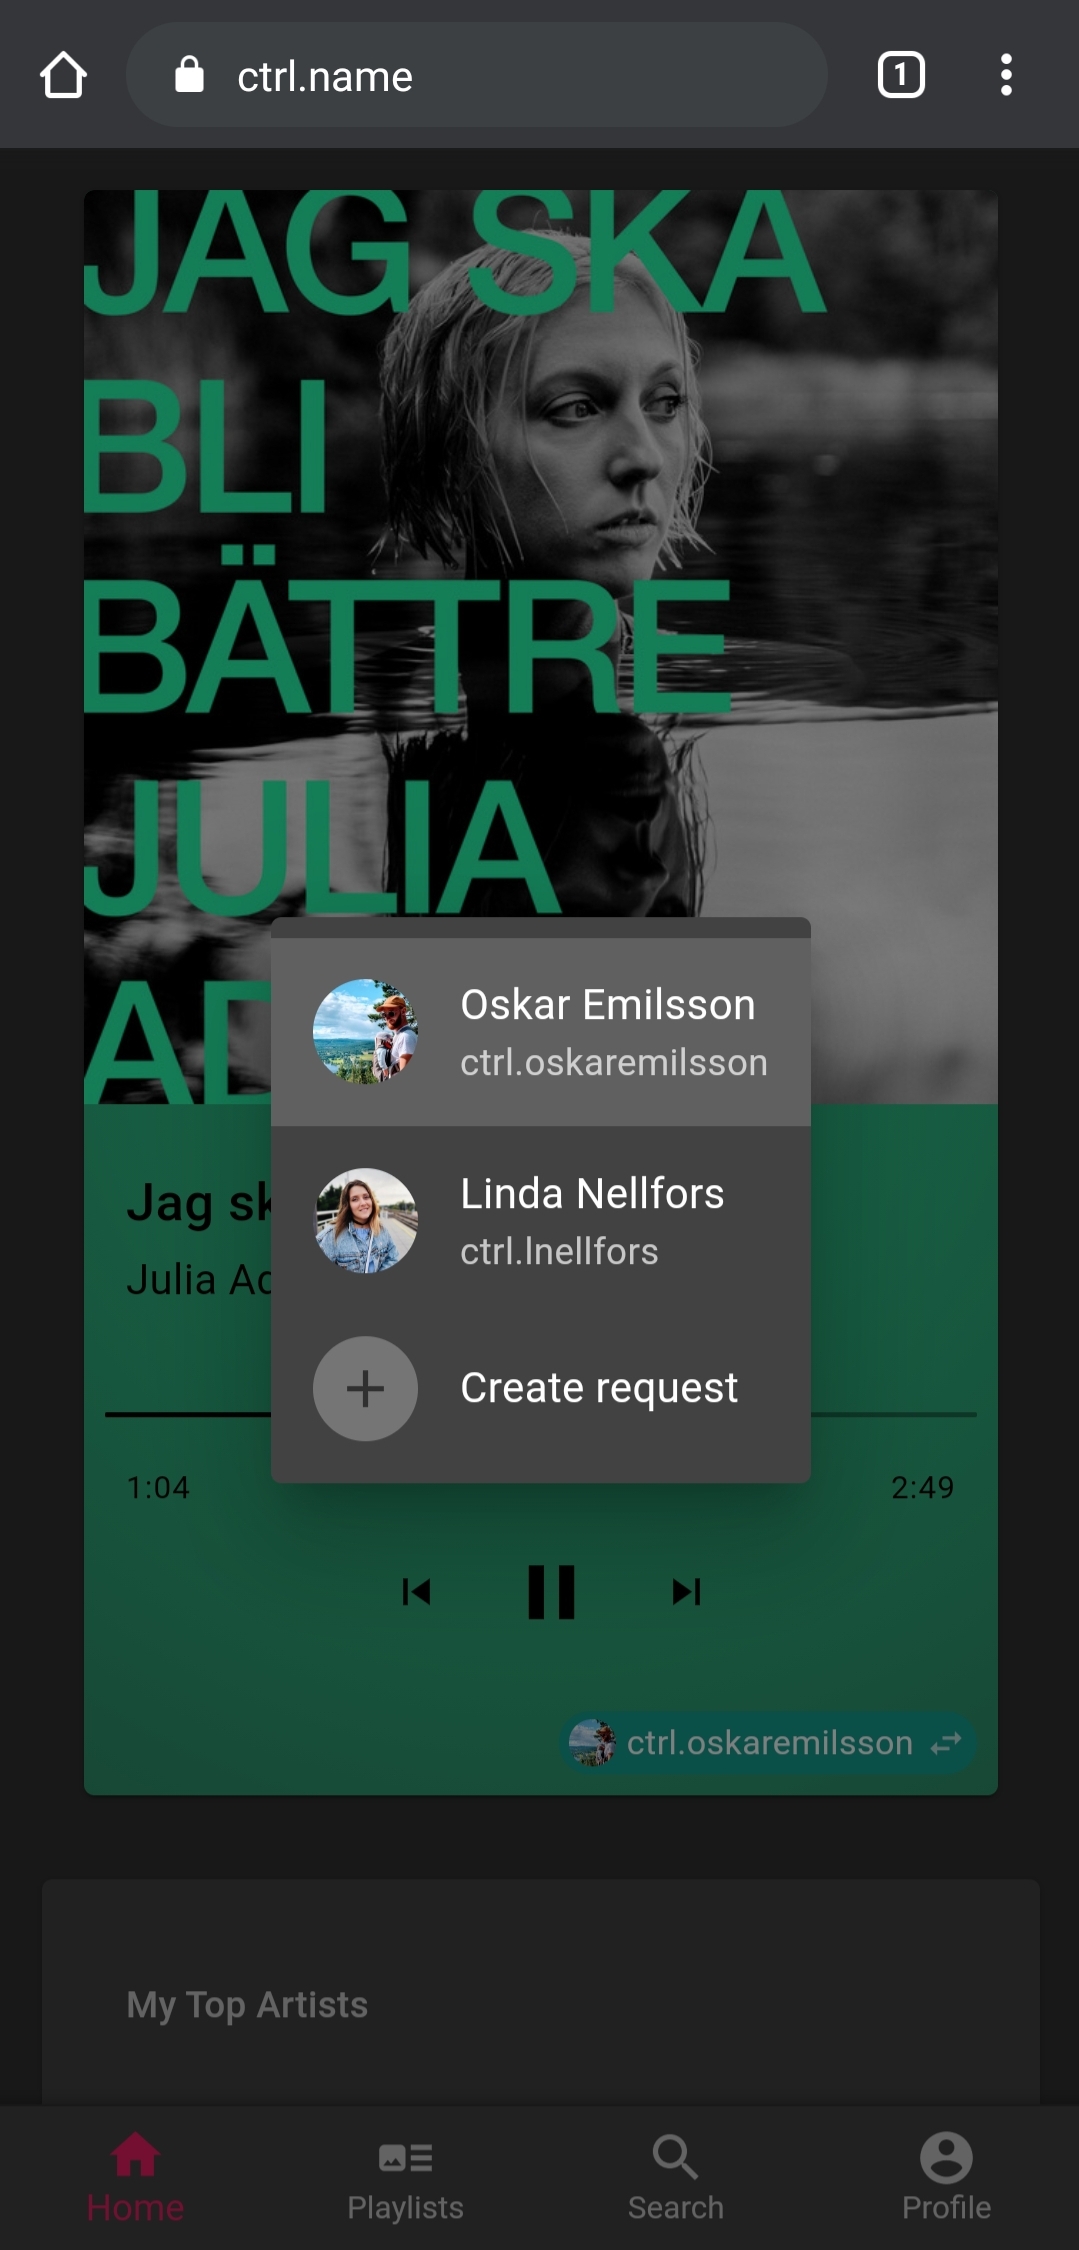 ctrl.name
1
JAG SKA
BLI
BÄTTRE
JULIA
AD
Oskar Emilsson
ctrl.oskaremilsson
Linda Nellfors
ctrl.lnellfors
Create request
Jag sk
Julia Ad
1:04
2:49
ctrl.oskaremilsson
My Top Artists
Home
Playlists
Search
Profile